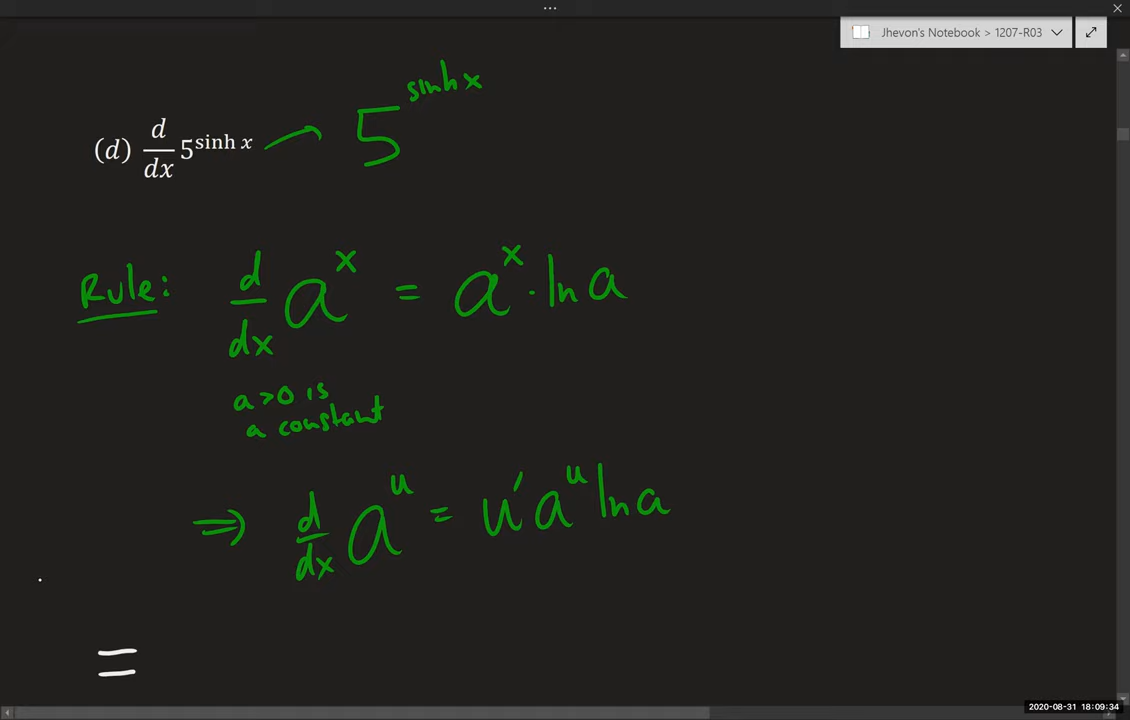 Jhevon's Notebook > 1207-R03
(d) d/dx 5^{sinh x} → 5^{sinh x}
Rule: d/dx a^x = a^x · ln a
a > 0 is
a constant
⇒ d/dx a^u = u' a^u ln a
=
2020-08-31 18:09:34